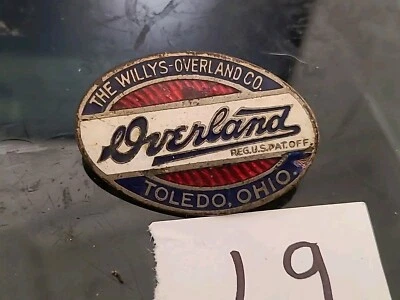 THE WILLYS-OVERLAND CO.
Overland
REG.U.S.PAT.OFF.
TOLEDO, OHIO.
19